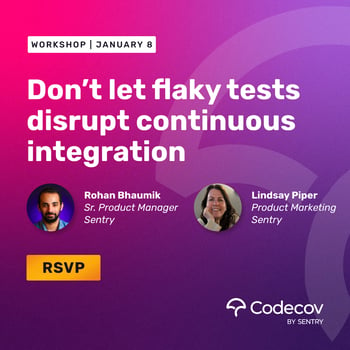 WORKSHOP | JANUARY 8
Don’t let flaky tests
disrupt continuous
integration
Rohan Bhaumik
Sr. Product Manager
Sentry
Lindsay Piper
Product Marketing
Sentry
RSVP
Codecov
BY SENTRY